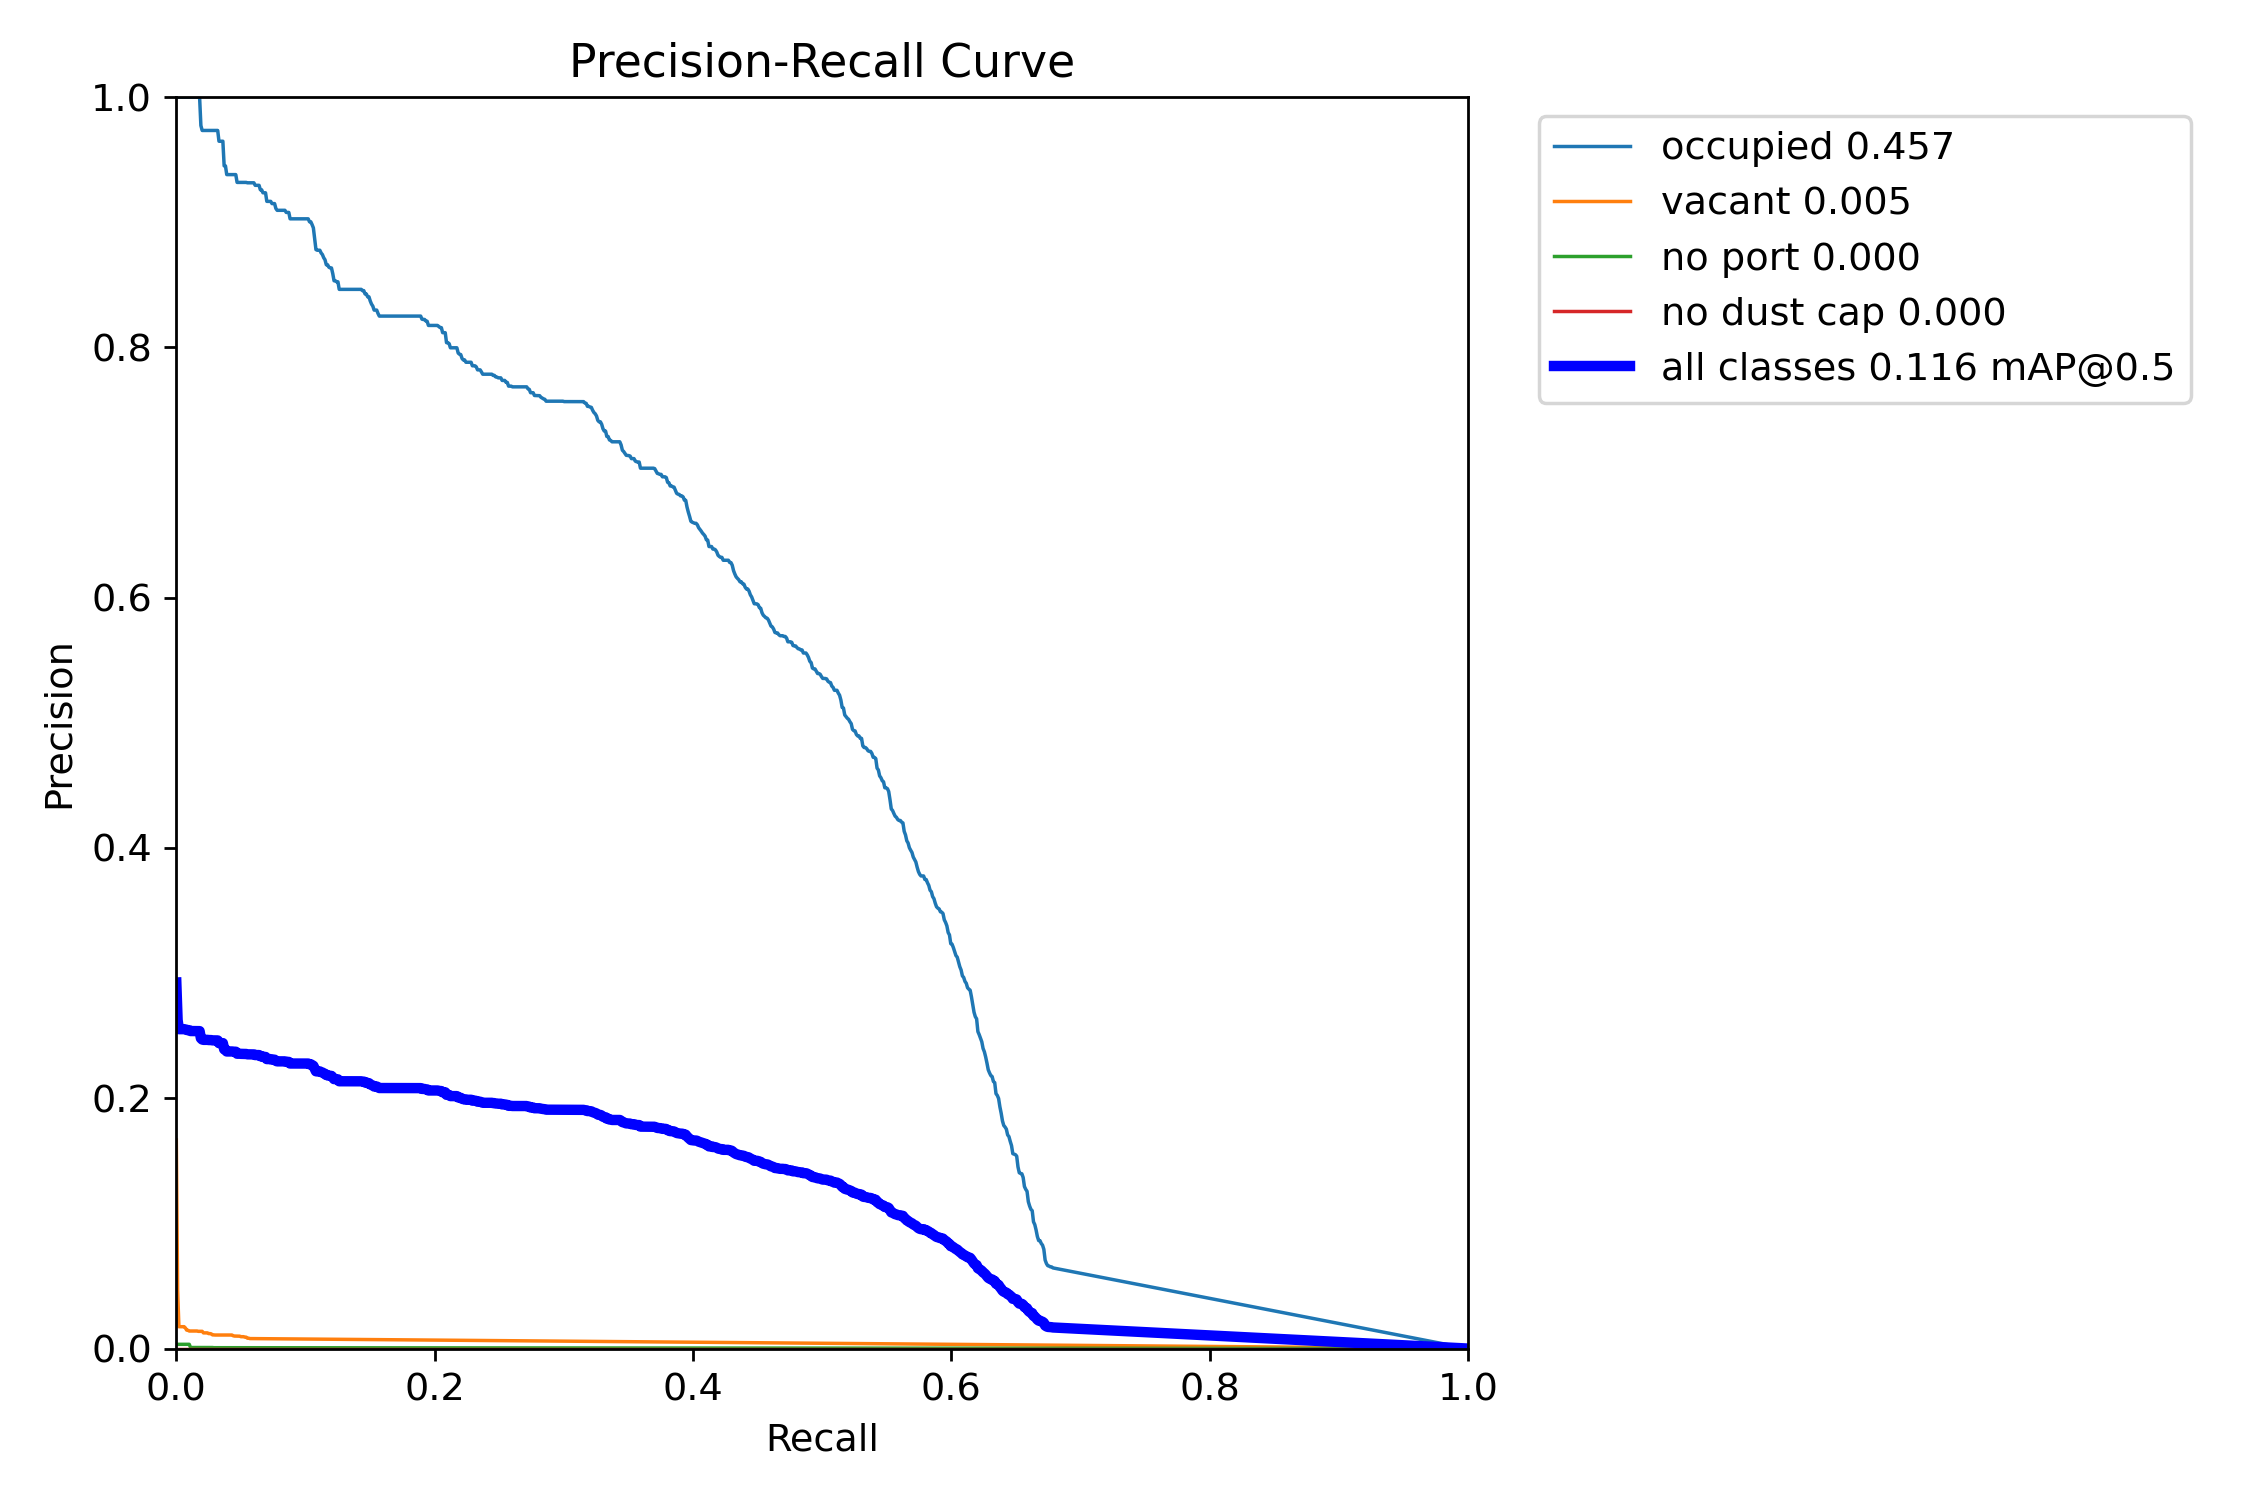 Precision-Recall Curve
1.0
0.8
0.6
0.4
0.2
0.0
Precision
0.0 0.2 0.4 0.6 0.8 1.0
Recall
occupied 0.457
vacant 0.005
no port 0.000
no dust cap 0.000
all classes 0.116 mAP@0.5